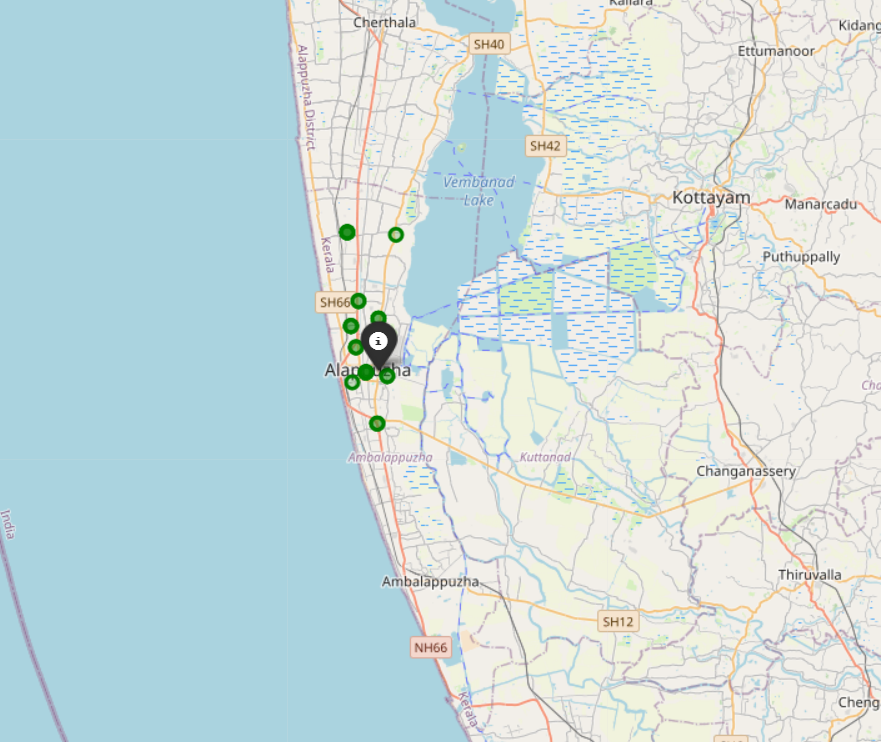 Kallara
Cherthala
Kidang
SH40
Ettumanoor
Alappuzha District
SH42
Vembanad
Lake
Kottayam
Manarcadu
Kerala
Puthuppally
SH66
i
Alappuzha
Cha
Ambalappuzha
Kuttanad
Changanassery
India
Ambalappuzha
Thiruvalla
SH12
NH66
Kerala
Cheng